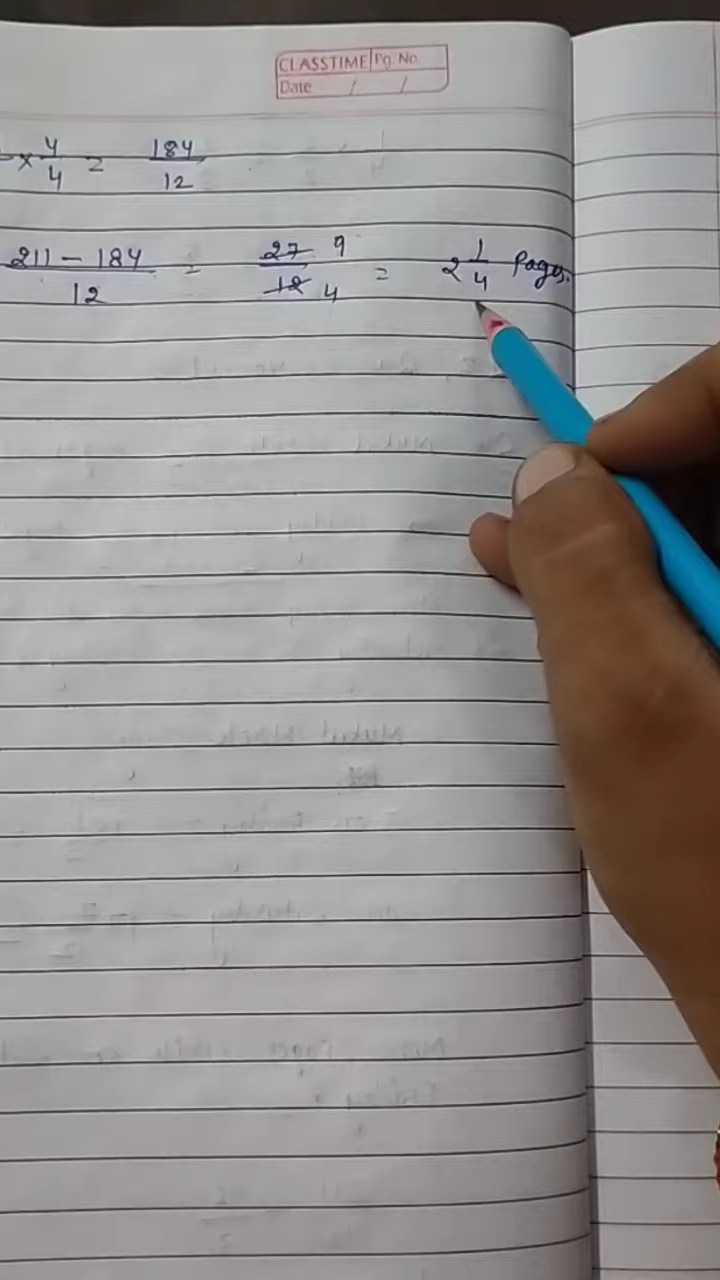 CLASSTIME Pg. No.
Date / /
× 4/4 = 184/12
211 - 184/12 = 27/12 9/4 = 2 1/4 Pages.